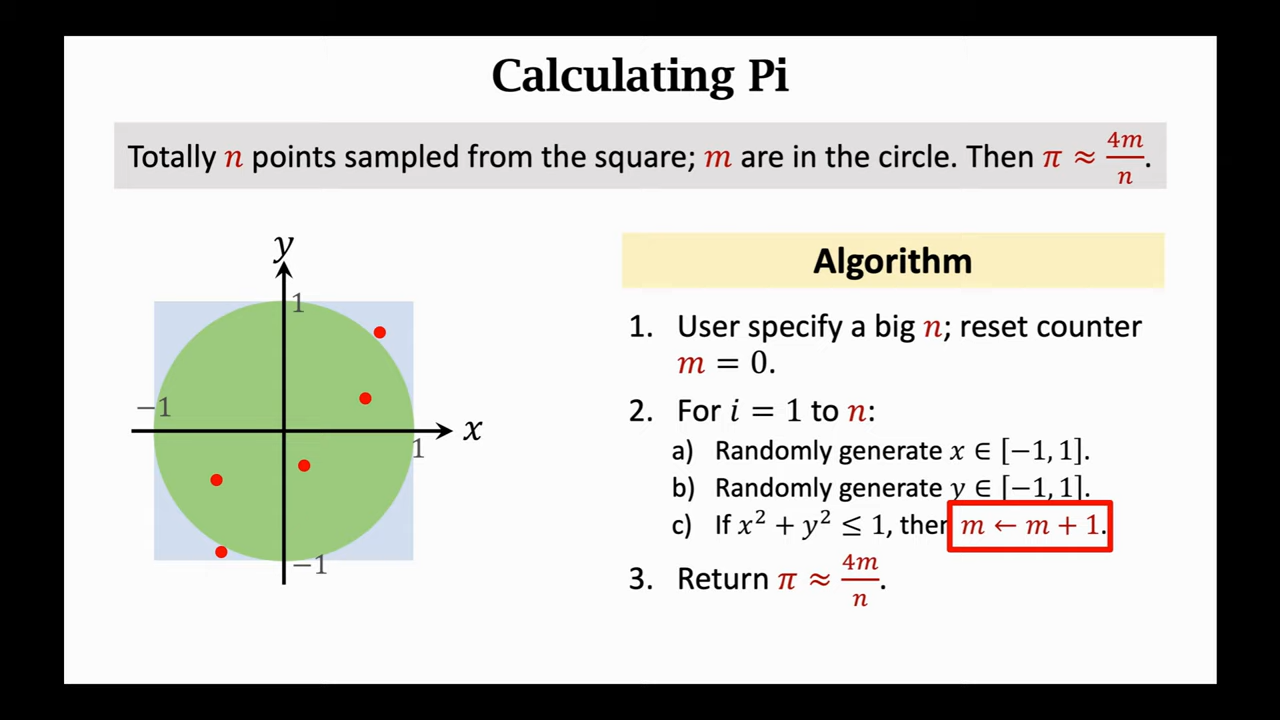 Calculating Pi
Totally n points sampled from the square; m are in the circle. Then π ≈ 4m/n.
y
1
−1
x
1
−1
Algorithm
1. User specify a big n; reset counter
m = 0.
2. For i = 1 to n:
a) Randomly generate x ∈ [−1, 1].
b) Randomly generate y ∈ [−1, 1].
c) If x² + y² ≤ 1, then m ← m + 1.
3. Return π ≈ 4m/n.